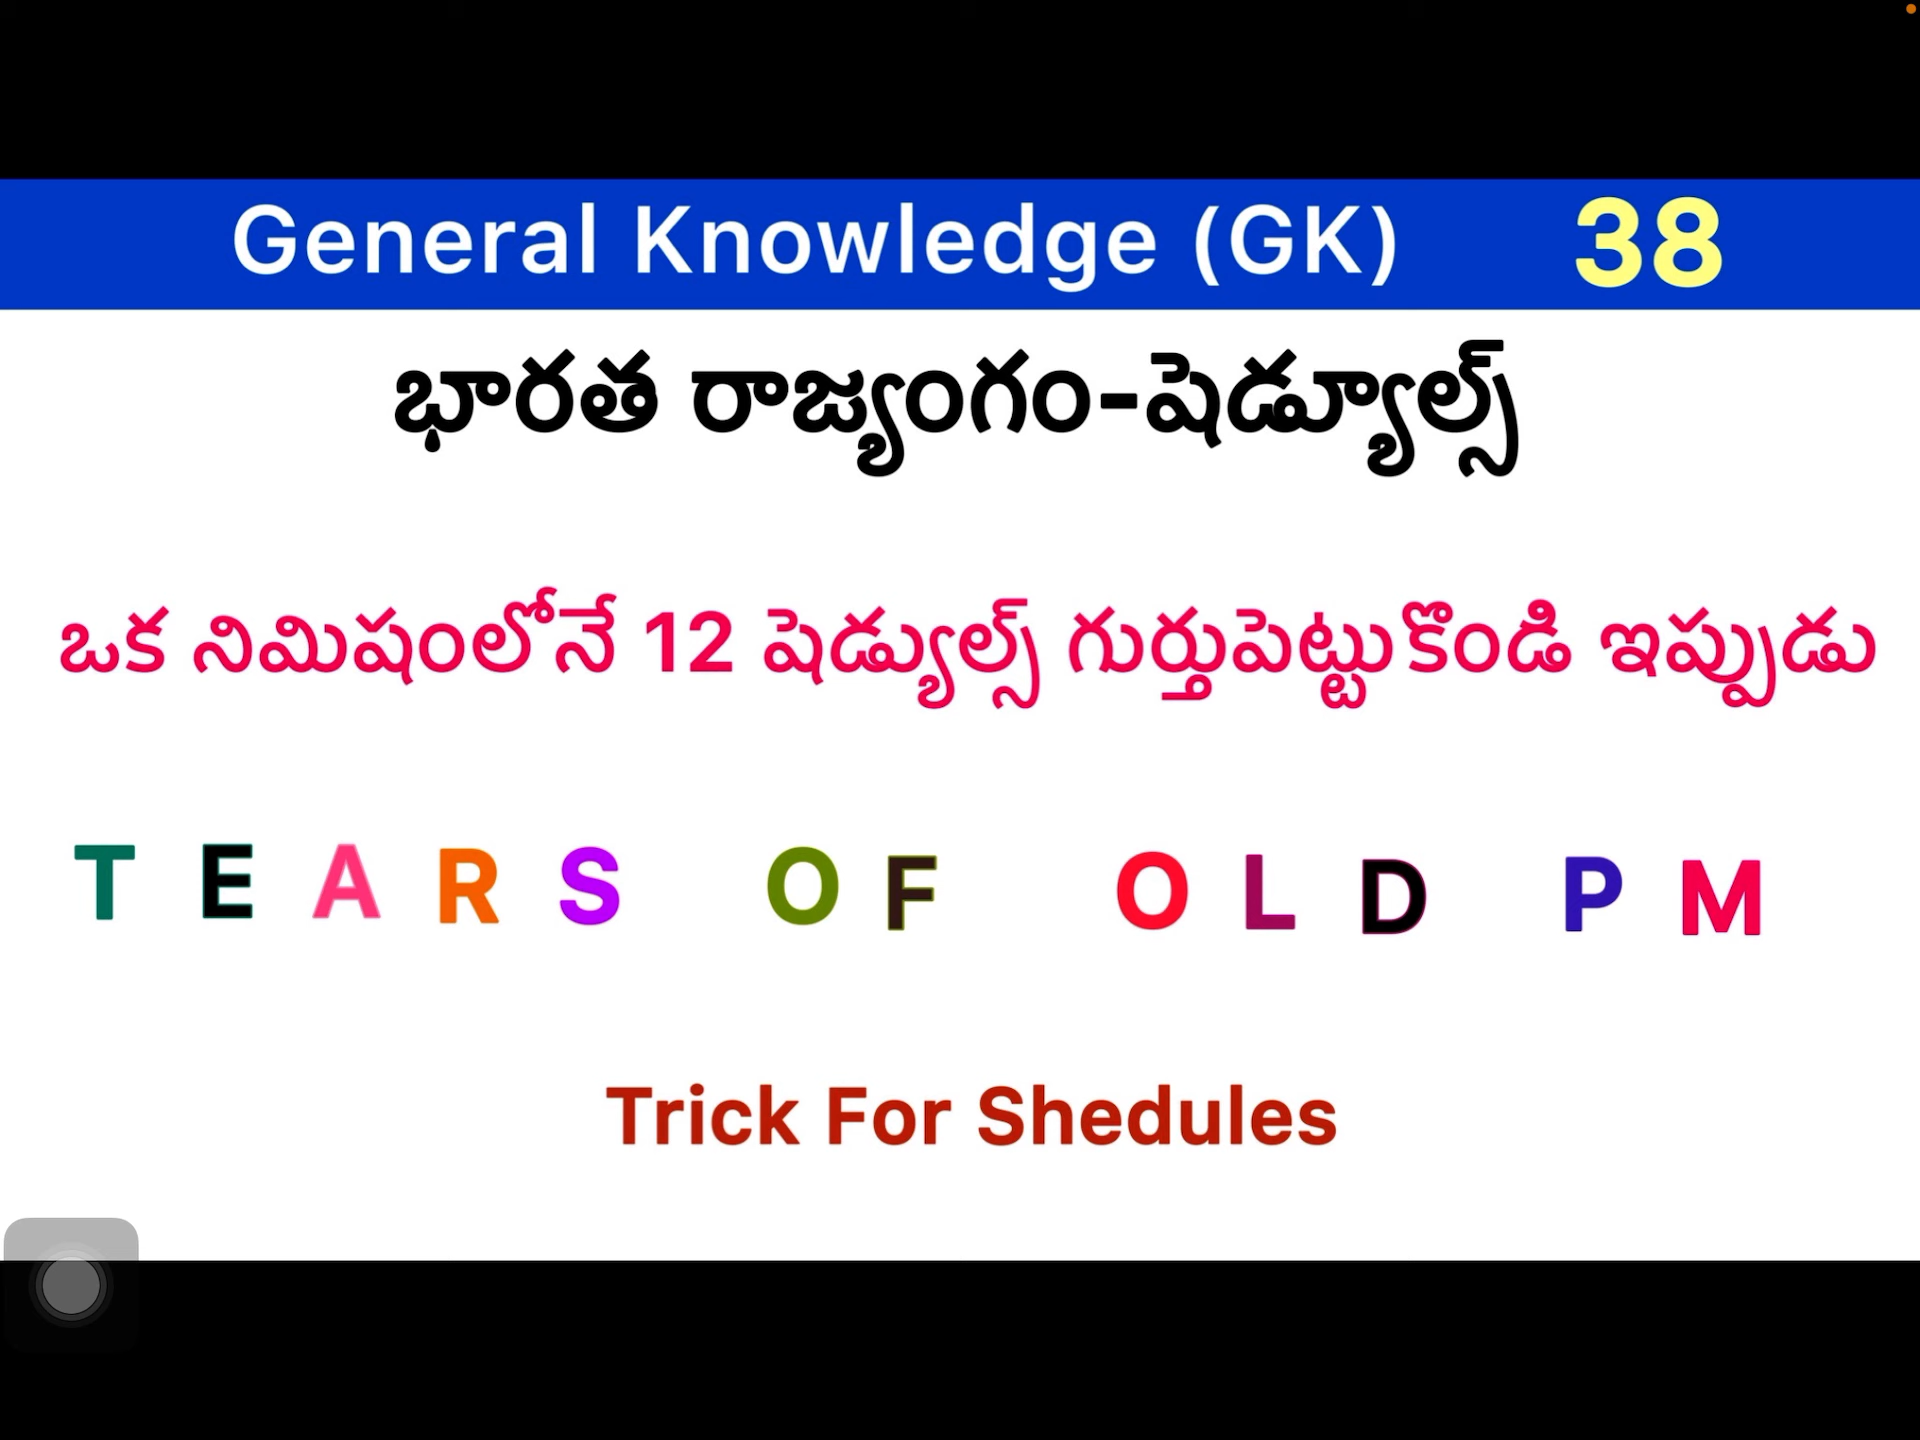 General Knowledge (GK) 38
భారత రాజ్యంగం-షెడ్యూల్స్
ఒక నిమిషంలోనే 12 షెడ్యుల్స్ గుర్తుపెట్టుకొండి ఇప్పుడు
T E A R S O F O L D P M
Trick For Shedules